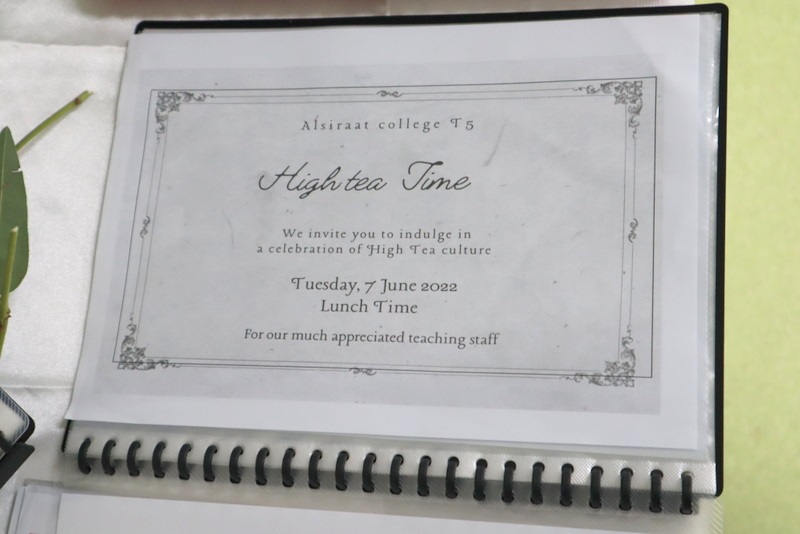 Alsiraat college T5
High tea Time
We invite you to indulge in
a celebration of High Tea culture
Tuesday, 7 June 2022
Lunch Time
For our much appreciated teaching staff